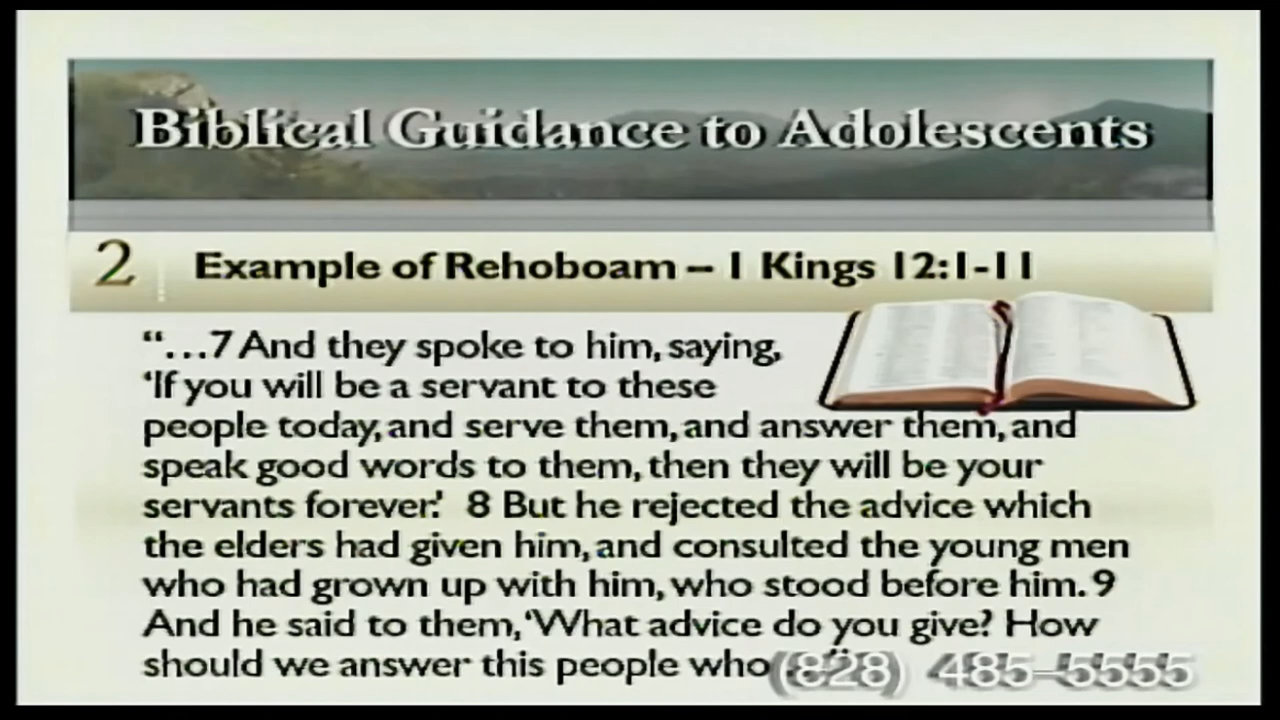 Biblical Guidance to Adolescents
2 Example of Rehoboam – 1 Kings 12:1-11
“...7 And they spoke to him, saying,
‘If you will be a servant to these
people today, and serve them, and answer them, and
speak good words to them, then they will be your
servants forever.’ 8 But he rejected the advice which
the elders had given him, and consulted the young men
who had grown up with him, who stood before him. 9
And he said to them, ‘What advice do you give? How
should we answer this people who
(828) 485-5555